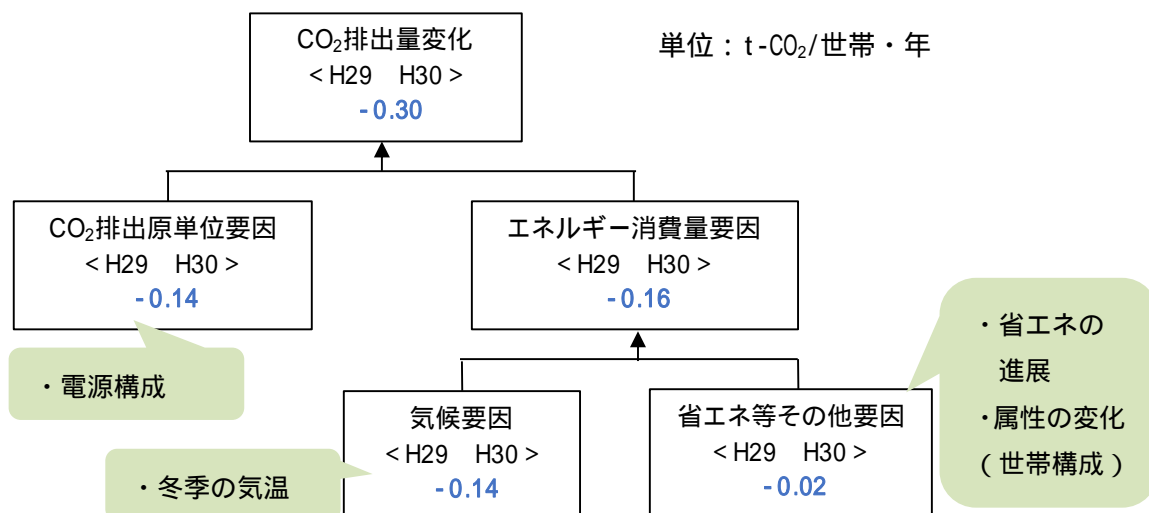 CO₂排出量変化
＜H29　H30＞
-0.30
単位：t-CO₂/世帯・年
CO₂排出原単位要因
＜H29　H30＞
-0.14
エネルギー消費量要因
＜H29　H30＞
-0.16
・電源構成
・省エネの
進展
・属性の変化
（世帯構成）
気候要因
＜H29　H30＞
-0.14
省エネ等その他要因
＜H29　H30＞
-0.02
・冬季の気温